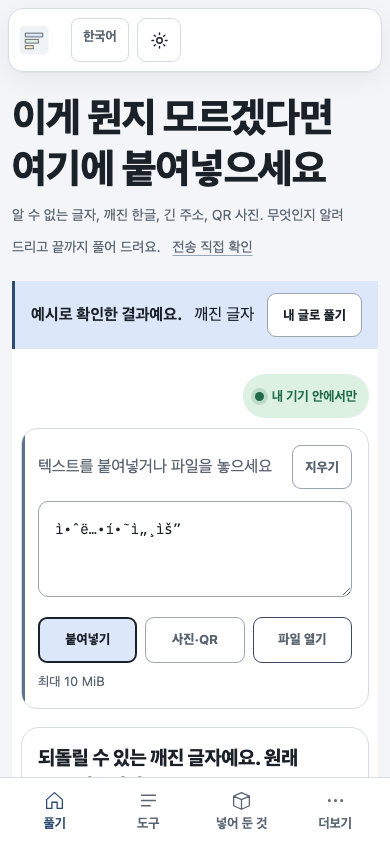 한국어
이게 뭔지 모르겠다면
여기에 붙여넣으세요
알 수 없는 글자, 깨진 한글, 긴 주소, QR 사진. 무엇인지 알려
드리고 끝까지 풀어 드려요. 전송 직접 확인
예시로 확인한 결과예요. 깨진 글자 내 글로 풀기
내 기기 안에서만
텍스트를 붙여넣거나 파일을 놓으세요 지우기
ì•ˆë…•í•˜ì„¸ìš”
붙여넣기 사진·QR 파일 열기
최대 10 MiB
되돌릴 수 있는 깨진 글자예요. 원래
풀기 도구 넣어 둔 것 더보기